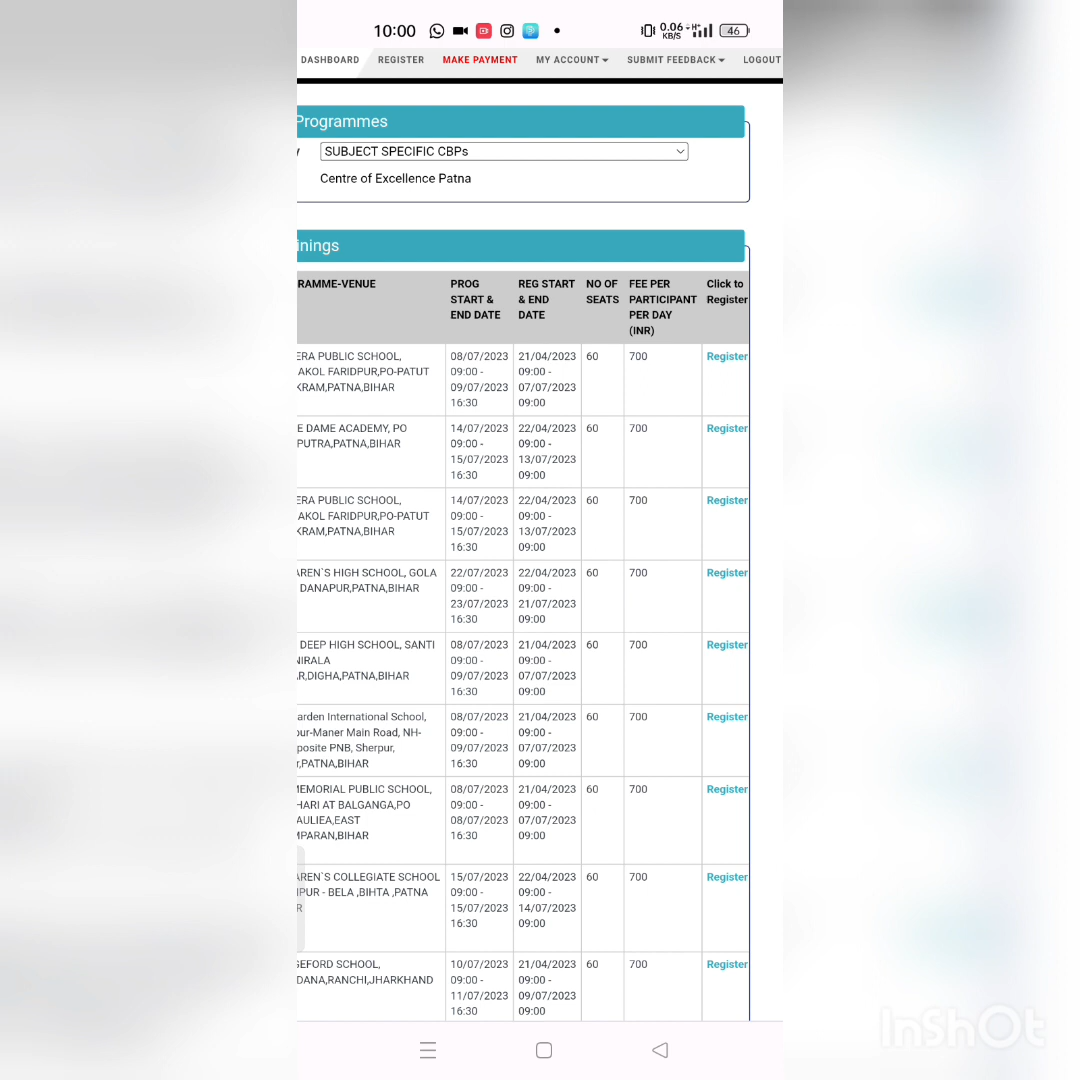 10:00 0.06 KB/S H+ 46
DASHBOARD REGISTER MAKE PAYMENT MY ACCOUNT SUBMIT FEEDBACK LOGOUT
Programmes
SUBJECT SPECIFIC CBPs
Centre of Excellence Patna
inings
RAMME-VENUE PROG REG START NO OF FEE PER Click to
START & & END SEATS PARTICIPANT Register
END DATE DATE PER DAY
(INR)
ERA PUBLIC SCHOOL, 08/07/2023 21/04/2023 60 700 Register
AKOL FARIDPUR,PO-PATUT 09:00 - 09:00 -
KRAM,PATNA,BIHAR 09/07/2023 07/07/2023
16:30 09:00
E DAME ACADEMY, PO 14/07/2023 22/04/2023 60 700 Register
PUTRA,PATNA,BIHAR 09:00 - 09:00 -
15/07/2023 13/07/2023
16:30 09:00
ERA PUBLIC SCHOOL, 14/07/2023 22/04/2023 60 700 Register
AKOL FARIDPUR,PO-PATUT 09:00 - 09:00 -
KRAM,PATNA,BIHAR 15/07/2023 13/07/2023
16:30 09:00
AREN`S HIGH SCHOOL, GOLA 22/07/2023 22/04/2023 60 700 Register
DANAPUR,PATNA,BIHAR 09:00 - 09:00 -
23/07/2023 21/07/2023
16:30 09:00
DEEP HIGH SCHOOL, SANTI 08/07/2023 21/04/2023 60 700 Register
NIRALA 09:00 - 09:00 -
R,DIGHA,PATNA,BIHAR 09/07/2023 07/07/2023
16:30 09:00
arden International School, 08/07/2023 21/04/2023 60 700 Register
pur-Maner Main Road, NH- 09:00 - 09:00 -
posite PNB, Sherpur, 09/07/2023 07/07/2023
r,PATNA,BIHAR 16:30 09:00
MEMORIAL PUBLIC SCHOOL, 08/07/2023 21/04/2023 60 700 Register
HARI AT BALGANGA,PO 09:00 - 09:00 -
AULIEA,EAST 08/07/2023 07/07/2023
MPARAN,BIHAR 16:30 09:00
AREN`S COLLEGIATE SCHOOL 15/07/2023 22/04/2023 60 700 Register
IPUR - BELA ,BIHTA ,PATNA 09:00 - 09:00 -
R 15/07/2023 14/07/2023
16:30 09:00
GEFORD SCHOOL, 10/07/2023 21/04/2023 60 700 Register
DANA,RANCHI,JHARKHAND 09:00 - 09:00 -
11/07/2023 09/07/2023
16:30 09:00
InShOt